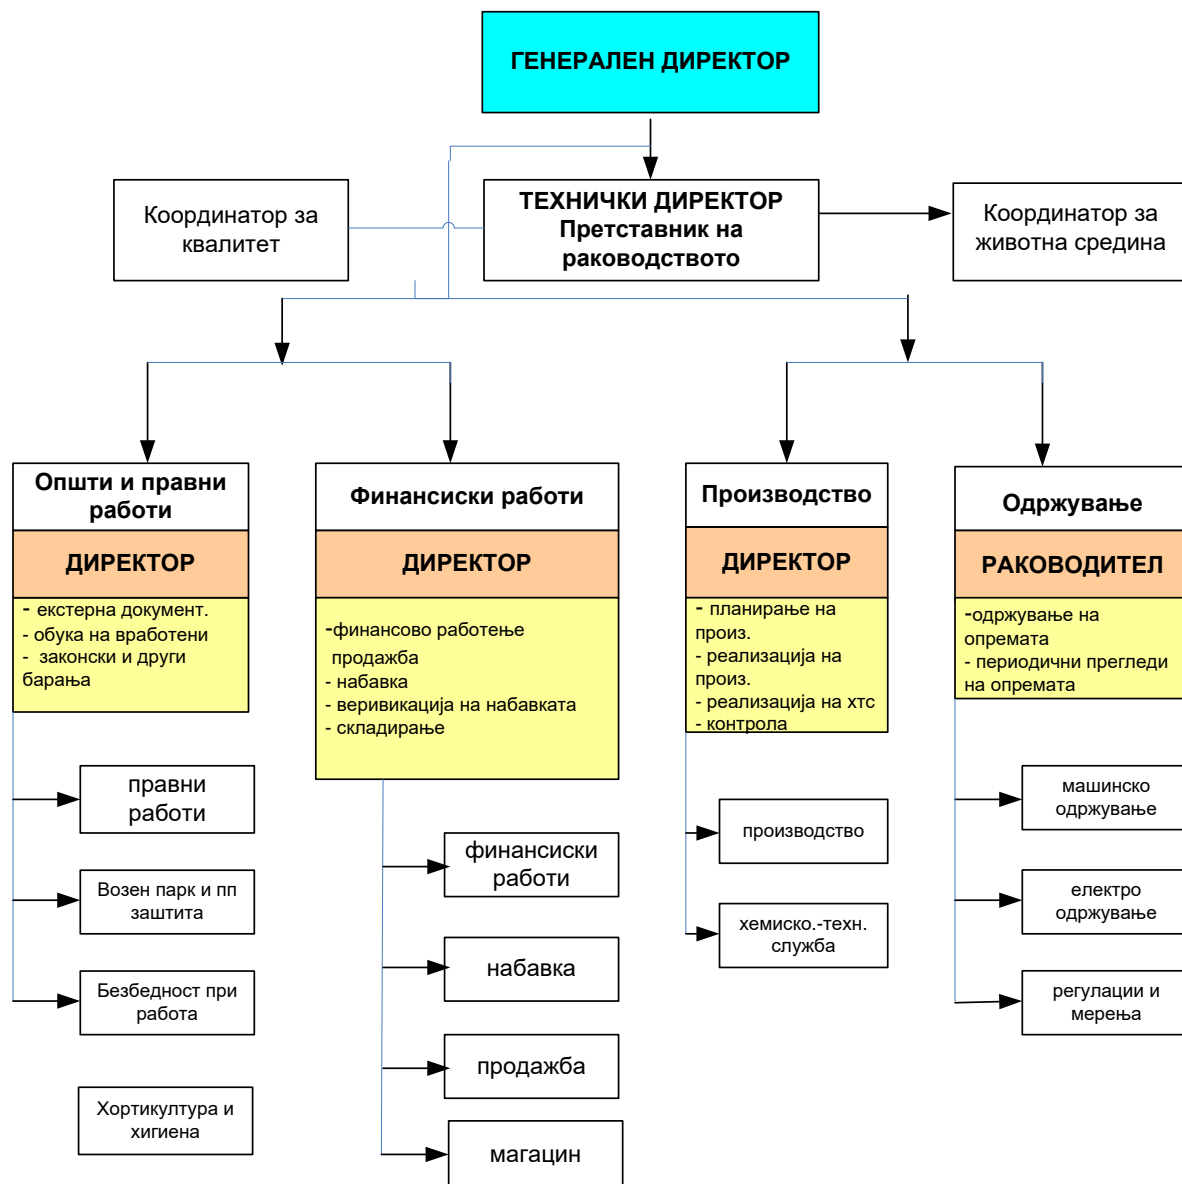 ГЕНЕРАЛЕН ДИРЕКТОР
Координатор за
квалитет
ТЕХНИЧКИ ДИРЕКТОР
Претставник на
раководството
Координатор за
животна средина
Општи и правни
работи
ДИРЕКТОР
- екстерна документ.
- обука на вработени
- законски и други
барања
правни
работи
Возен парк и пп
заштита
Безбедност при
работа
Хортикултура и
хигиена
Финансиски работи
ДИРЕКТОР
-финансово работење
продажба
- набавка
- веривикација на набавката
- складирање
финансиски
работи
набавка
продажба
магацин
Производство
ДИРЕКТОР
- планирање на
произ.
- реализација на
произ.
- реализација на хтс
- контрола
производство
хемиско.-техн.
служба
Одржување
РАКОВОДИТЕЛ
-одржување на
опремата
- периодични прегледи
на опремата
машинско
одржување
електро
одржување
регулации и
мерења